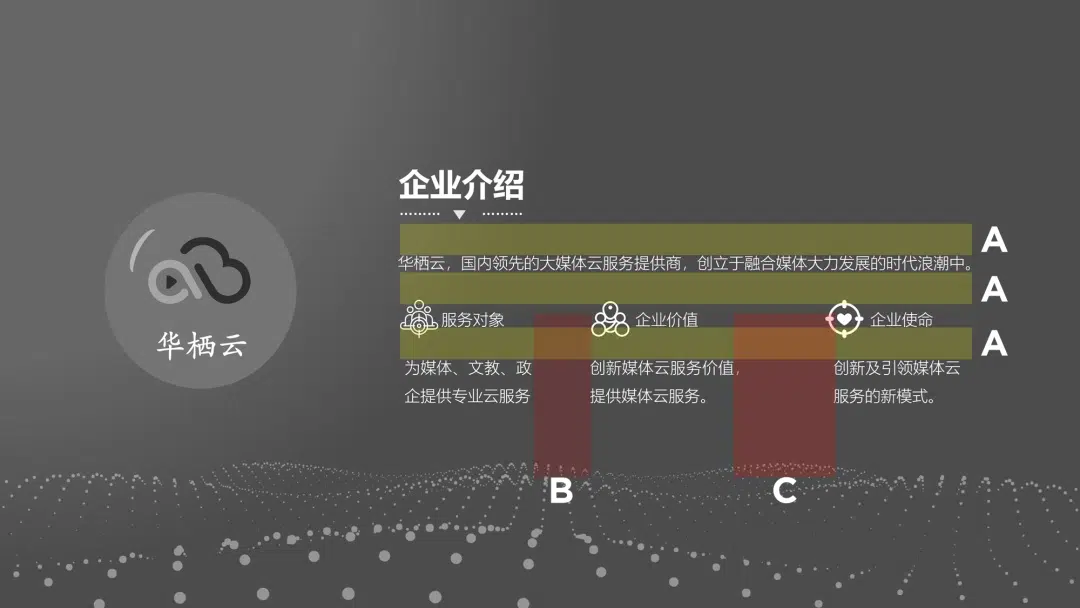 企业介绍
A
华栖云，国内领先的大媒体云服务提供商，创立于融合媒体大力发展的时代浪潮中。
A
服务对象
企业价值
企业使命
A
为媒体、文教、政
企提供专业云服务
创新媒体云服务价值，
提供媒体云服务。
创新及引领媒体云
服务的新模式。
华栖云
B
C